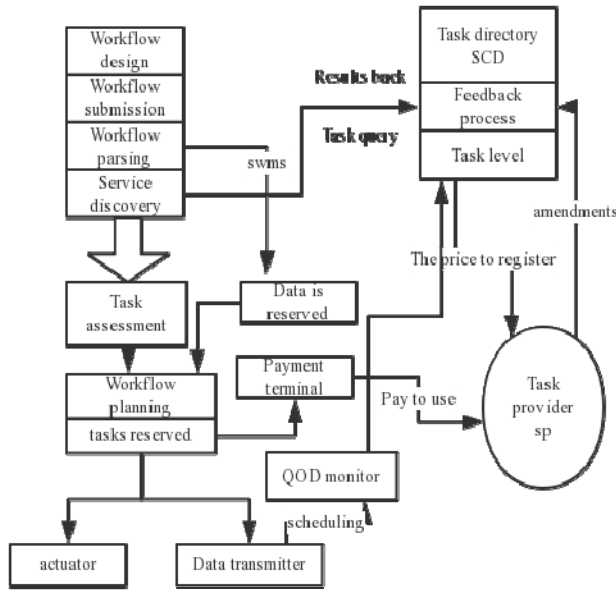 Workflow
design
Workflow
submission
Workflow
parsing
Service
discovery
Results back
Task query
swms
Task directory
SCD
Feedback
process
Task level
amendments
The price to register
Task
assessment
Data is
reserved
Workflow
planning
tasks reserved
Payment
terminal
Pay to use
Task
provider
sp
QOD monitor
scheduling
actuator
Data transmitter